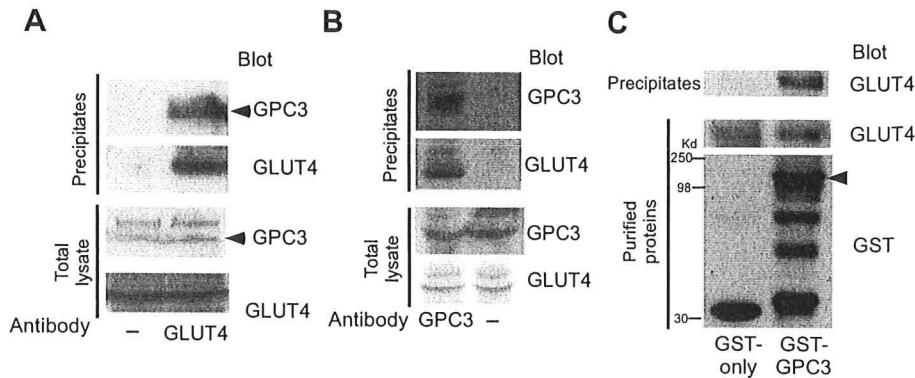 A
Blot
Precipitates
GPC3
GLUT4
Total lysate
GPC3
GLUT4
Antibody
–
GLUT4
B
Blot
Precipitates
GPC3
GLUT4
Total lysate
GPC3
GLUT4
Antibody
GPC3
–
C
Blot
Precipitates
GLUT4
Kd
GLUT4
250
98
Purified proteins
GST
30
GST-only
GST-GPC3